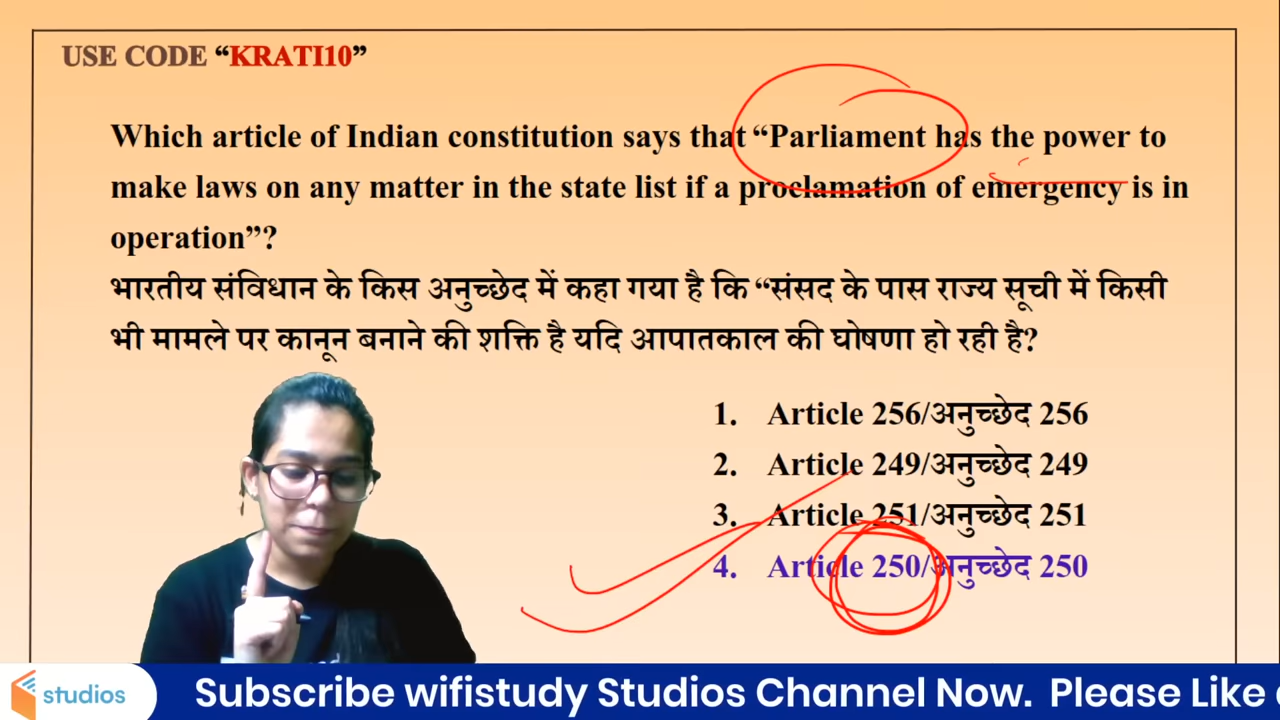 USE CODE “KRATI10”
Which article of Indian constitution says that “Parliament has the power to
make laws on any matter in the state list if a proclamation of emergency is in
operation”?
भारतीय संविधान के किस अनुच्छेद में कहा गया है कि “संसद के पास राज्य सूची में किसी
भी मामले पर कानून बनाने की शक्ति है यदि आपातकाल की घोषणा हो रही है?
1. Article 256/अनुच्छेद 256
2. Article 249/अनुच्छेद 249
3. Article 251/अनुच्छेद 251
4. Article 250/अनुच्छेद 250
studios
Subscribe wifistudy Studios Channel Now. Please Like